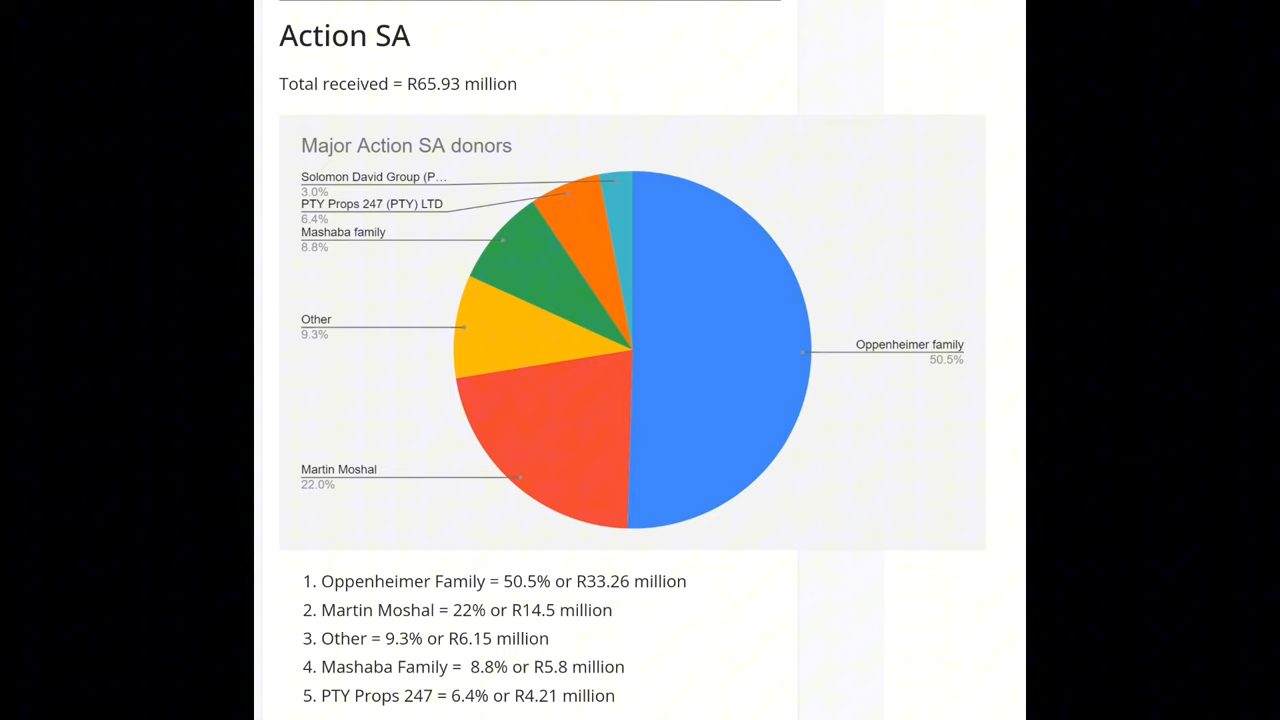 Action SA
Total received = R65.93 million
Major Action SA donors
Solomon David Group (P…
3.0%
PTY Props 247 (PTY) LTD
6.4%
Mashaba family
8.8%
Other
9.3%
Oppenheimer family
50.5%
Martin Moshal
22.0%
1. Oppenheimer Family = 50.5% or R33.26 million
2. Martin Moshal = 22% or R14.5 million
3. Other = 9.3% or R6.15 million
4. Mashaba Family =  8.8% or R5.8 million
5. PTY Props 247 = 6.4% or R4.21 million